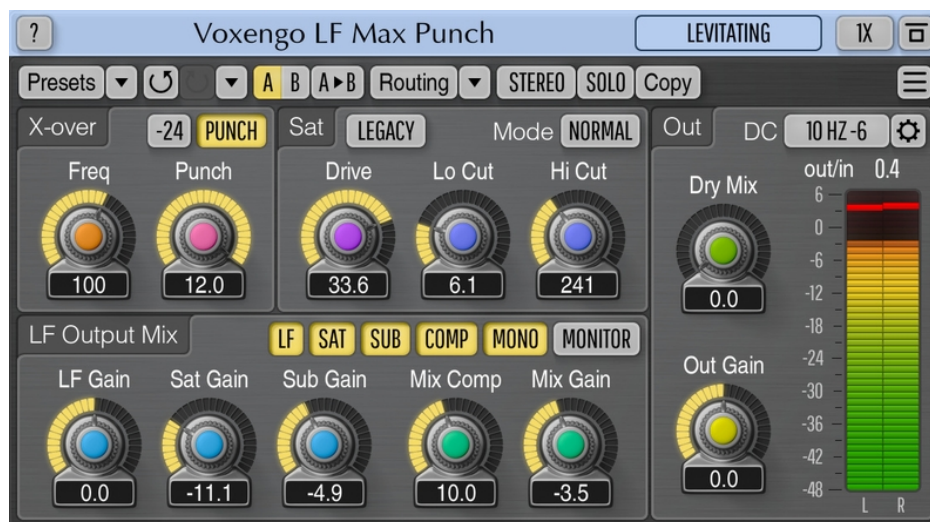 ? Voxengo LF Max Punch LEVITATING 1X
Presets A B A▸B Routing STEREO SOLO Copy
X-over -24 PUNCH Sat LEGACY Mode NORMAL Out DC 10 HZ -6
Freq Punch Drive Lo Cut Hi Cut Dry Mix out/in 0.4
100 12.0 33.6 6.1 241 0.0
LF Output Mix LF SAT SUB COMP MONO MONITOR
LF Gain Sat Gain Sub Gain Mix Comp Mix Gain Out Gain
0.0 -11.1 -4.9 10.0 -3.5 0.0
6
0
-6
-12
-18
-24
-30
-36
-42
-48
L R